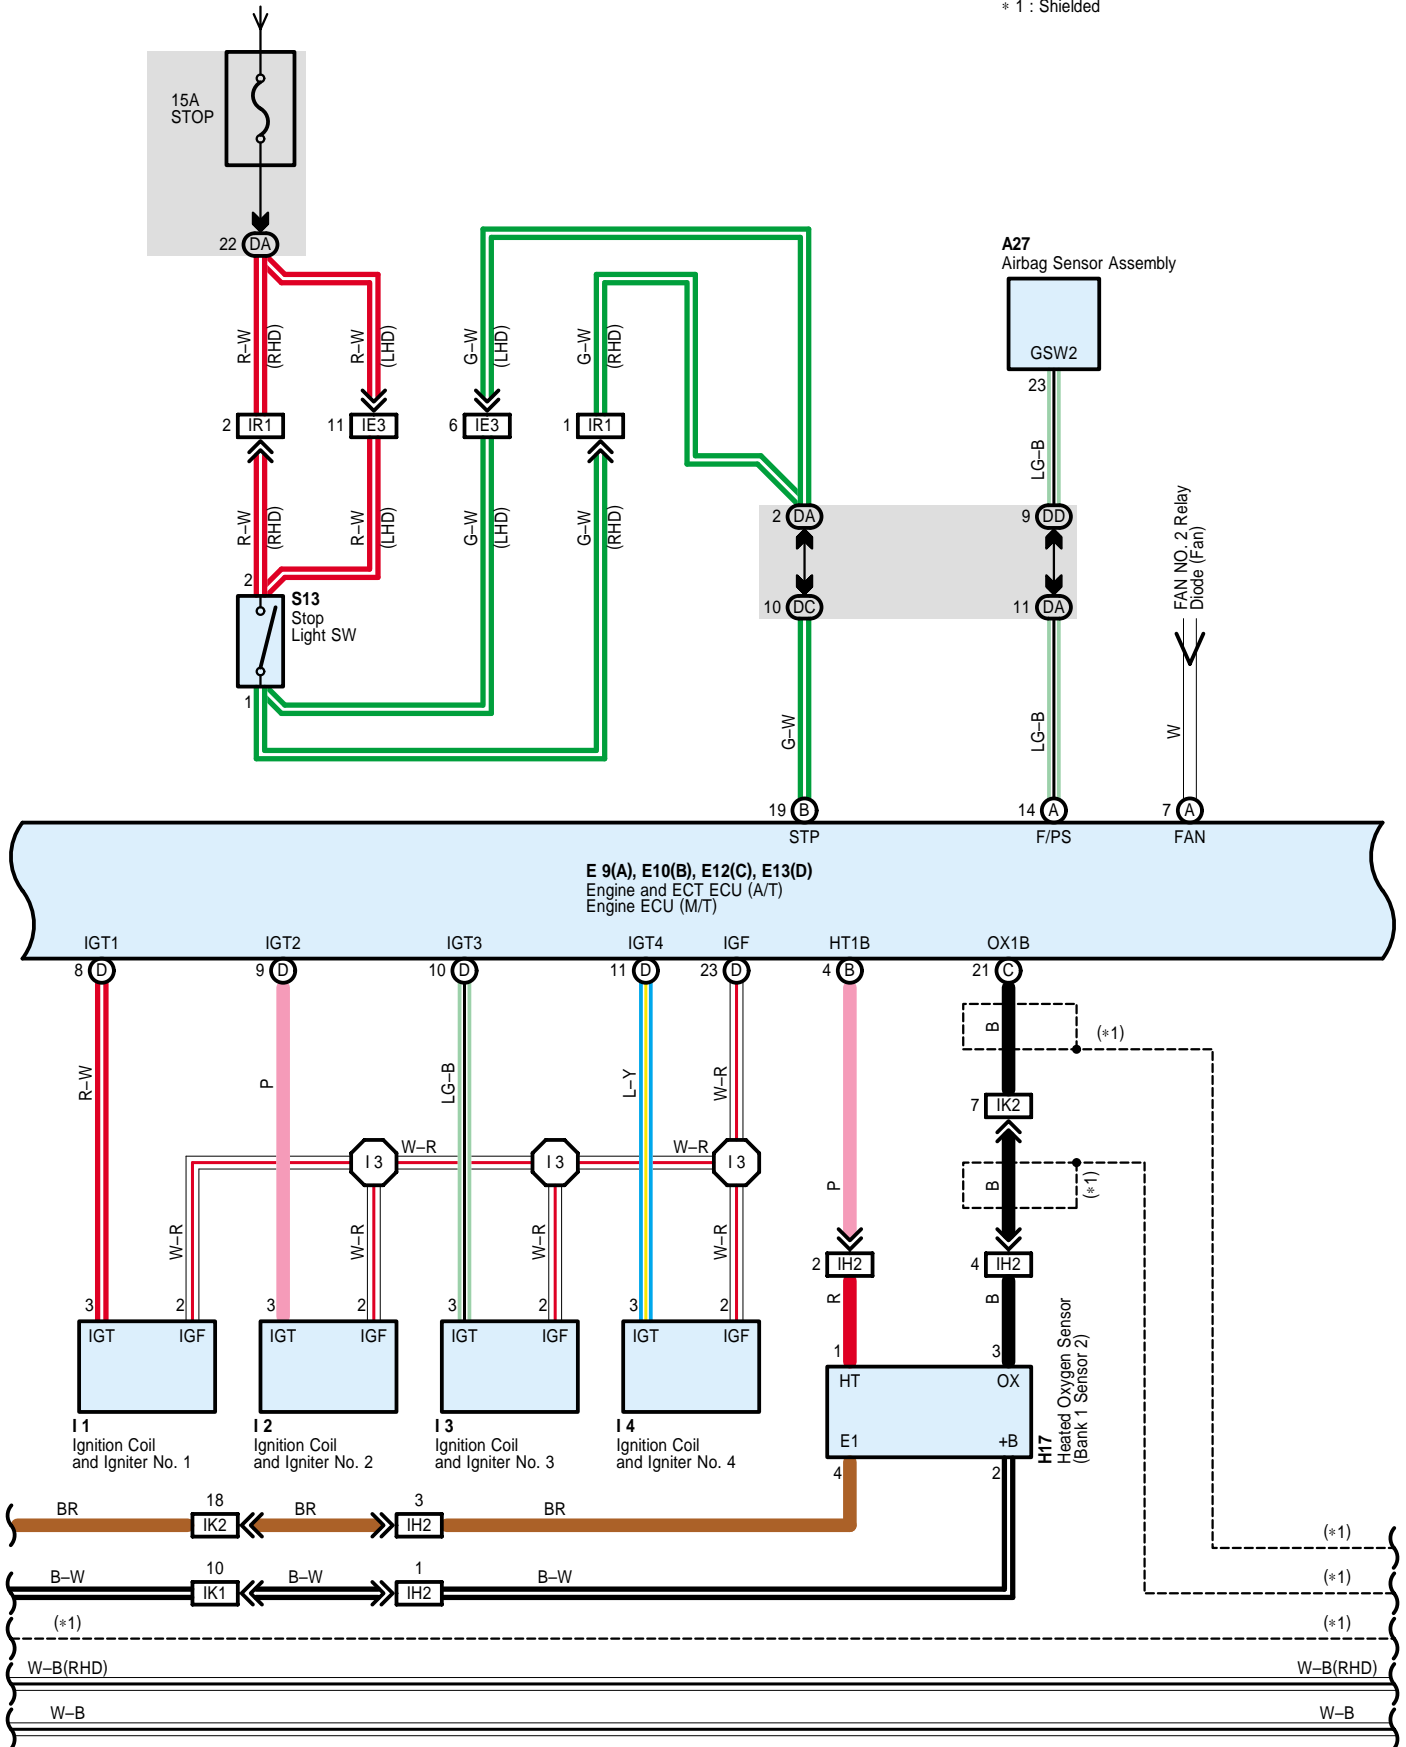 ∗ 1 : Shielded
15A
STOP
22 DA
A27
Airbag Sensor Assembly
GSW2
23
R–W
(RHD)
R–W
(LHD)
G–W
(LHD)
G–W
(RHD)
2 IR1
11 IE3
6 IE3
1 IR1
LG–B
R–W
(RHD)
R–W
(LHD)
G–W
(LHD)
G–W
(RHD)
2 DA
9 DD
FAN NO. 2 Relay
Diode (Fan)
2
S13
Stop
Light SW
1
10 DC
11 DA
G–W
LG–B
W
19 B
14 A
7 A
STP
F/PS
FAN
E 9(A), E10(B), E12(C), E13(D)
Engine and ECT ECU (A/T)
Engine ECU (M/T)
IGT1
IGT2
IGT3
IGT4
IGF
HT1B
OX1B
8 D
9 D
10 D
11 D
23 D
4 B
21 C
B
(∗1)
R–W
P
LG–B
L–Y
W–R
7 IK2
W–R
W–R
I 3
I 3
I 3
P
B
(∗1)
W–R
W–R
W–R
W–R
2 IH2
4 IH2
R
B
3
2
3
2
3
2
3
2
IGT
IGF
IGT
IGF
IGT
IGF
IGT
IGF
1
3
HT
OX
E1
+B
4
2
H17
Heated Oxygen Sensor
(Bank 1 Sensor 2)
I 1
Ignition Coil
and Igniter No. 1
I 2
Ignition Coil
and Igniter No. 2
I 3
Ignition Coil
and Igniter No. 3
I 4
Ignition Coil
and Igniter No. 4
18
3
BR
IK2
BR
IH2
BR
(∗1)
10
1
B–W
IK1
B–W
IH2
B–W
(∗1)
(∗1)
(∗1)
W–B(RHD)
W–B(RHD)
W–B
W–B